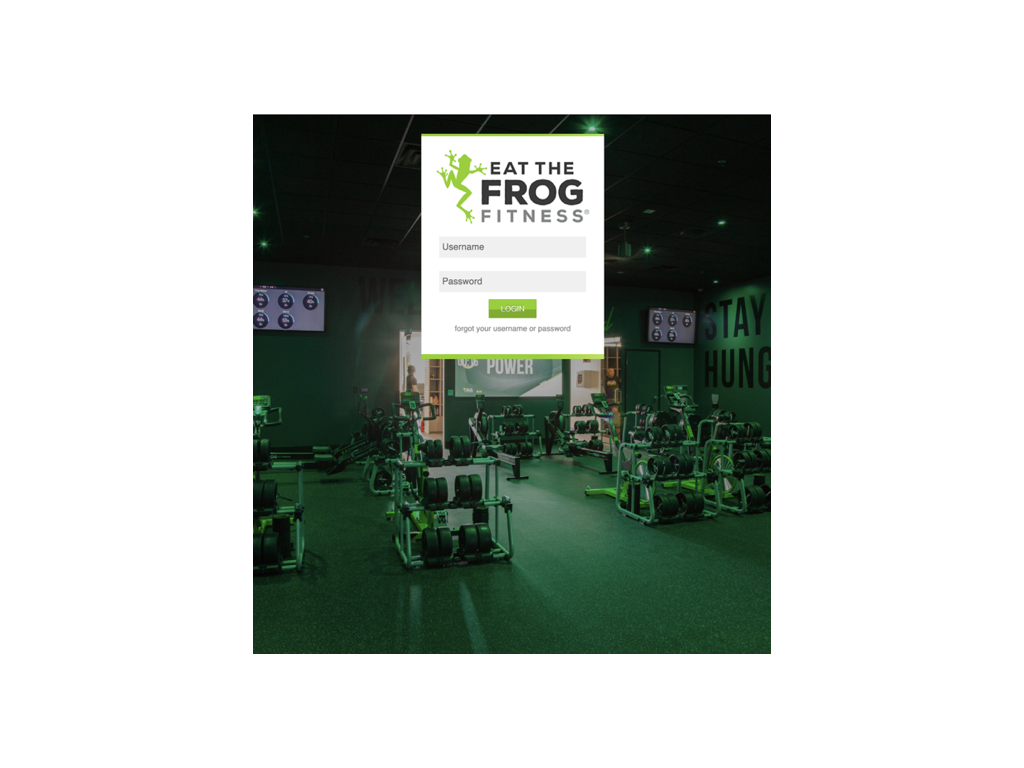 EAT THE
FROG
FITNESS®
Username
Password
LOGIN
forgot your username or password
POWER
STAY
HUNG